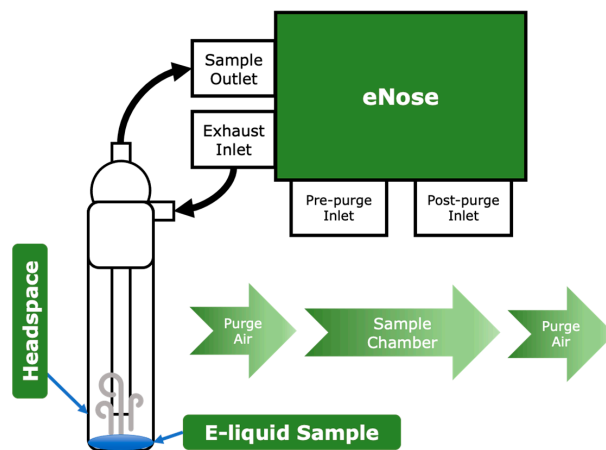 Sample
Outlet
eNose
Exhaust
Inlet
Pre-purge
Inlet
Post-purge
Inlet
Headspace
Purge
Air
Sample
Chamber
Purge
Air
E-liquid Sample